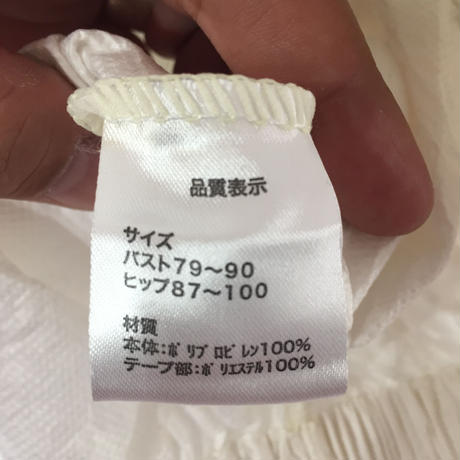 品質表示
サイズ
バスト79〜90
ヒップ87〜100
材質
本体:ポリプロピレン100%
テープ部:ポリエステル100%